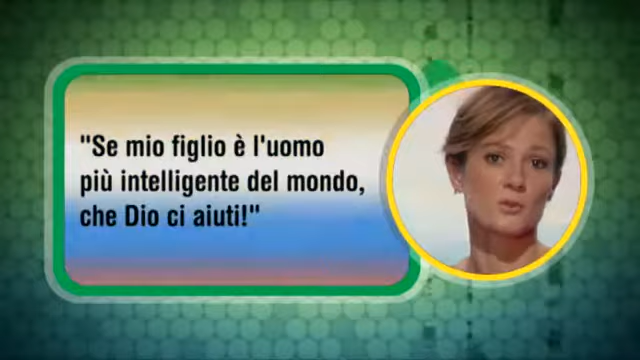 "Se mio figlio è l'uomo
più intelligente del mondo,
che Dio ci aiuti!"